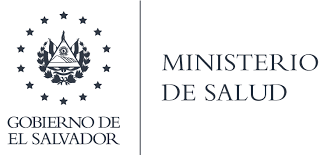 GOBIERNO DE
EL SALVADOR
MINISTERIO
DE SALUD